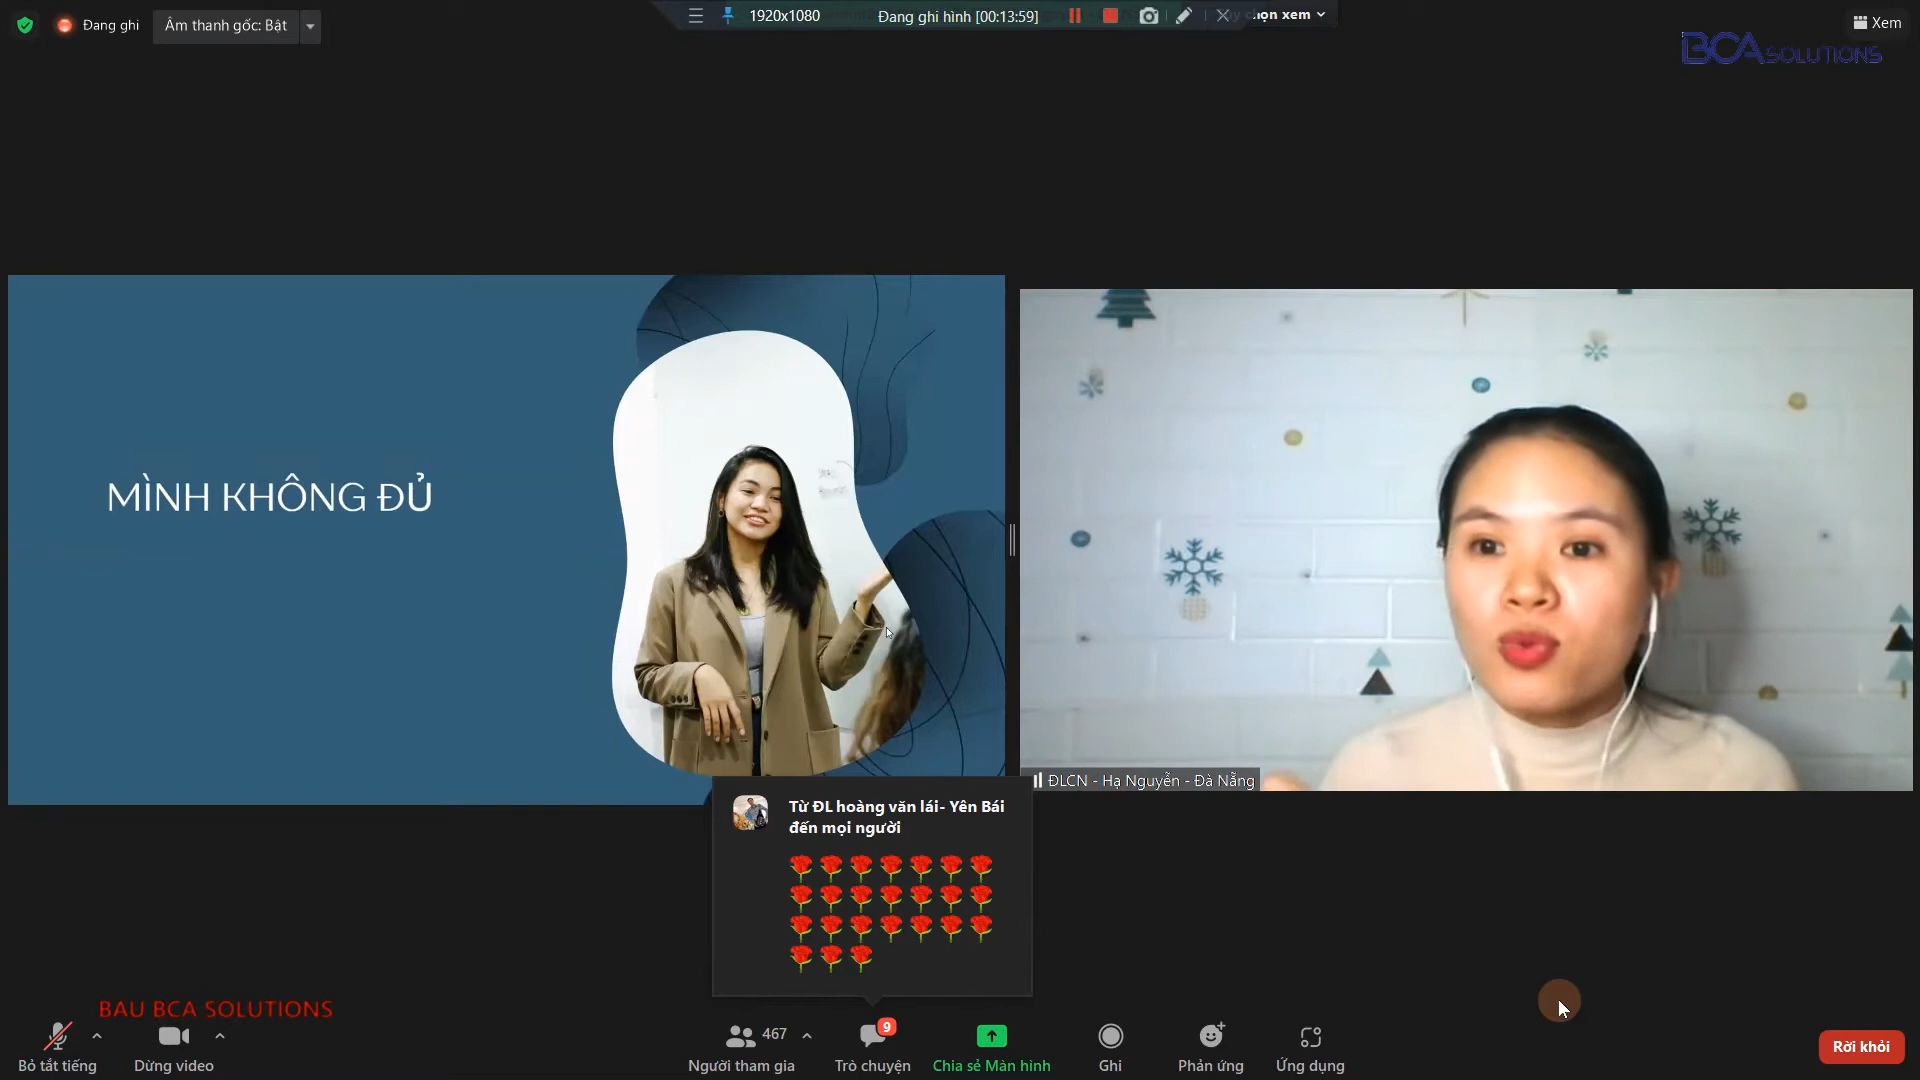 Đang ghi
Âm thanh gốc: Bật
1920x1080
Đang ghi hình [00:13:59]
chọn xem
Xem
BCA SOLUTIONS
MÌNH KHÔNG ĐỦ
ĐLCN - Hạ Nguyễn - Đà Nẵng
Từ ĐL hoàng văn lái- Yên Bái
đến mọi người
🌹🌹🌹🌹🌹🌹🌹
🌹🌹🌹🌹🌹🌹🌹
🌹🌹🌹🌹🌹🌹🌹
🌹🌹🌹
BAU BCA SOLUTIONS
Bỏ tắt tiếng
Dừng video
467
Người tham gia
9
Trò chuyện
Chia sẻ Màn hình
Ghi
Phản ứng
Ứng dụng
Rời khỏi